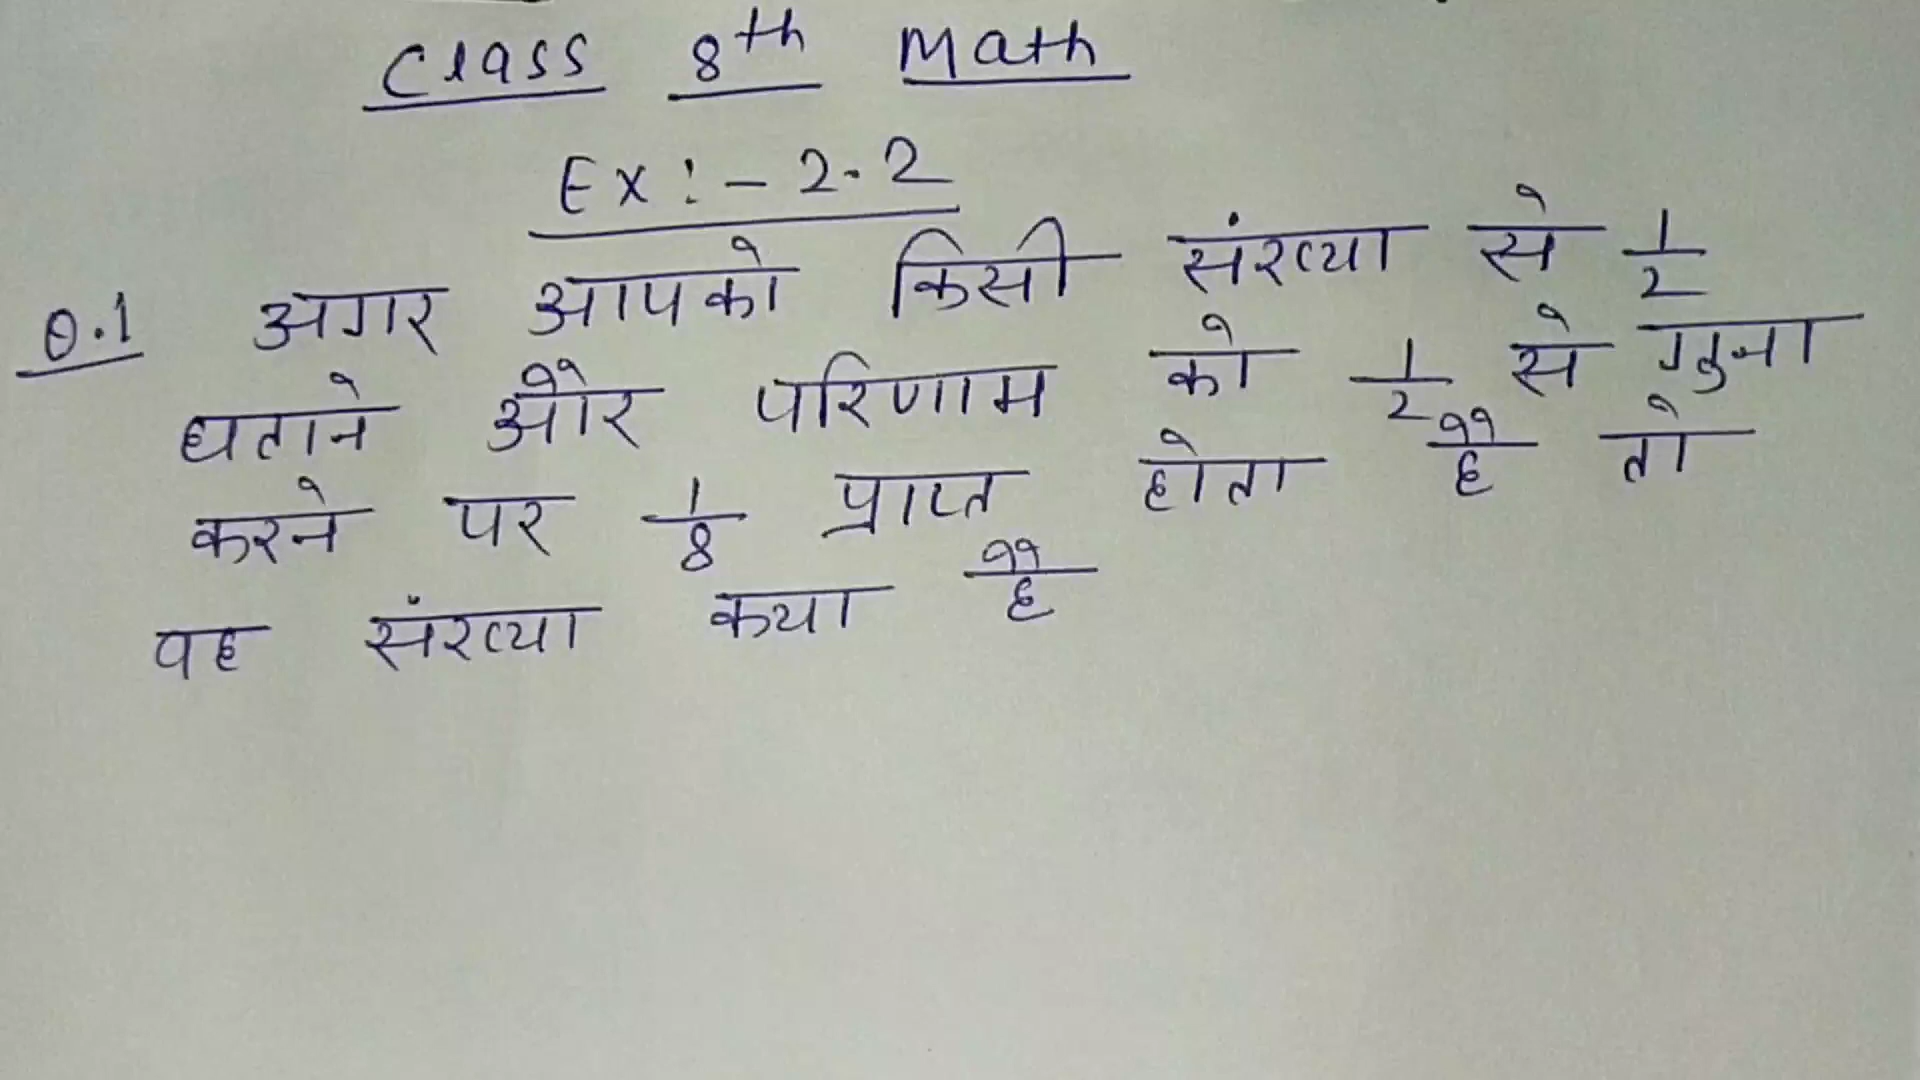 Class 8th Math
Ex:- 2.2
Q.1 अगर आपको किसी संख्या से 1/2
घताने और परिणाम को 1/2 से गुना
करने पर 1/8 प्राप्त होता है तो
वह संख्या क्या है